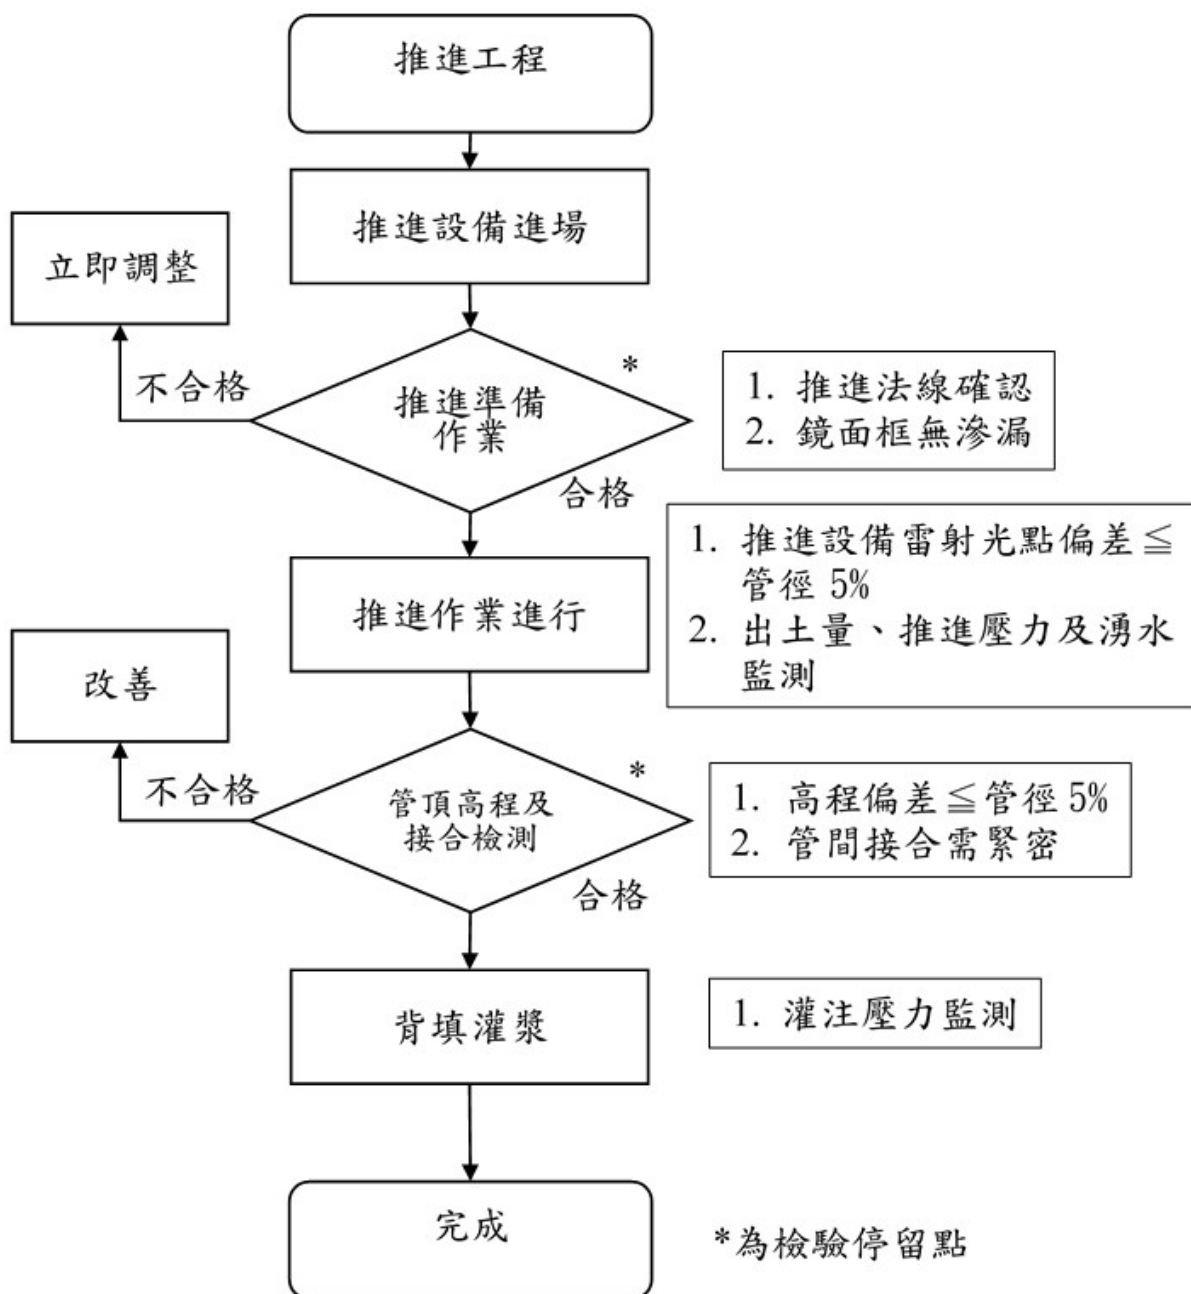 推進工程
推進設備進場
立即調整
不合格
*
推進準備
作業
1. 推進法線確認
2. 鏡面框無滲漏
合格
1. 推進設備雷射光點偏差≦
管徑 5%
2. 出土量、推進壓力及湧水
監測
推進作業進行
改善
不合格
*
管頂高程及
接合檢測
1. 高程偏差≦管徑 5%
2. 管間接合需緊密
合格
背填灌漿
1. 灌注壓力監測
完成
*為檢驗停留點